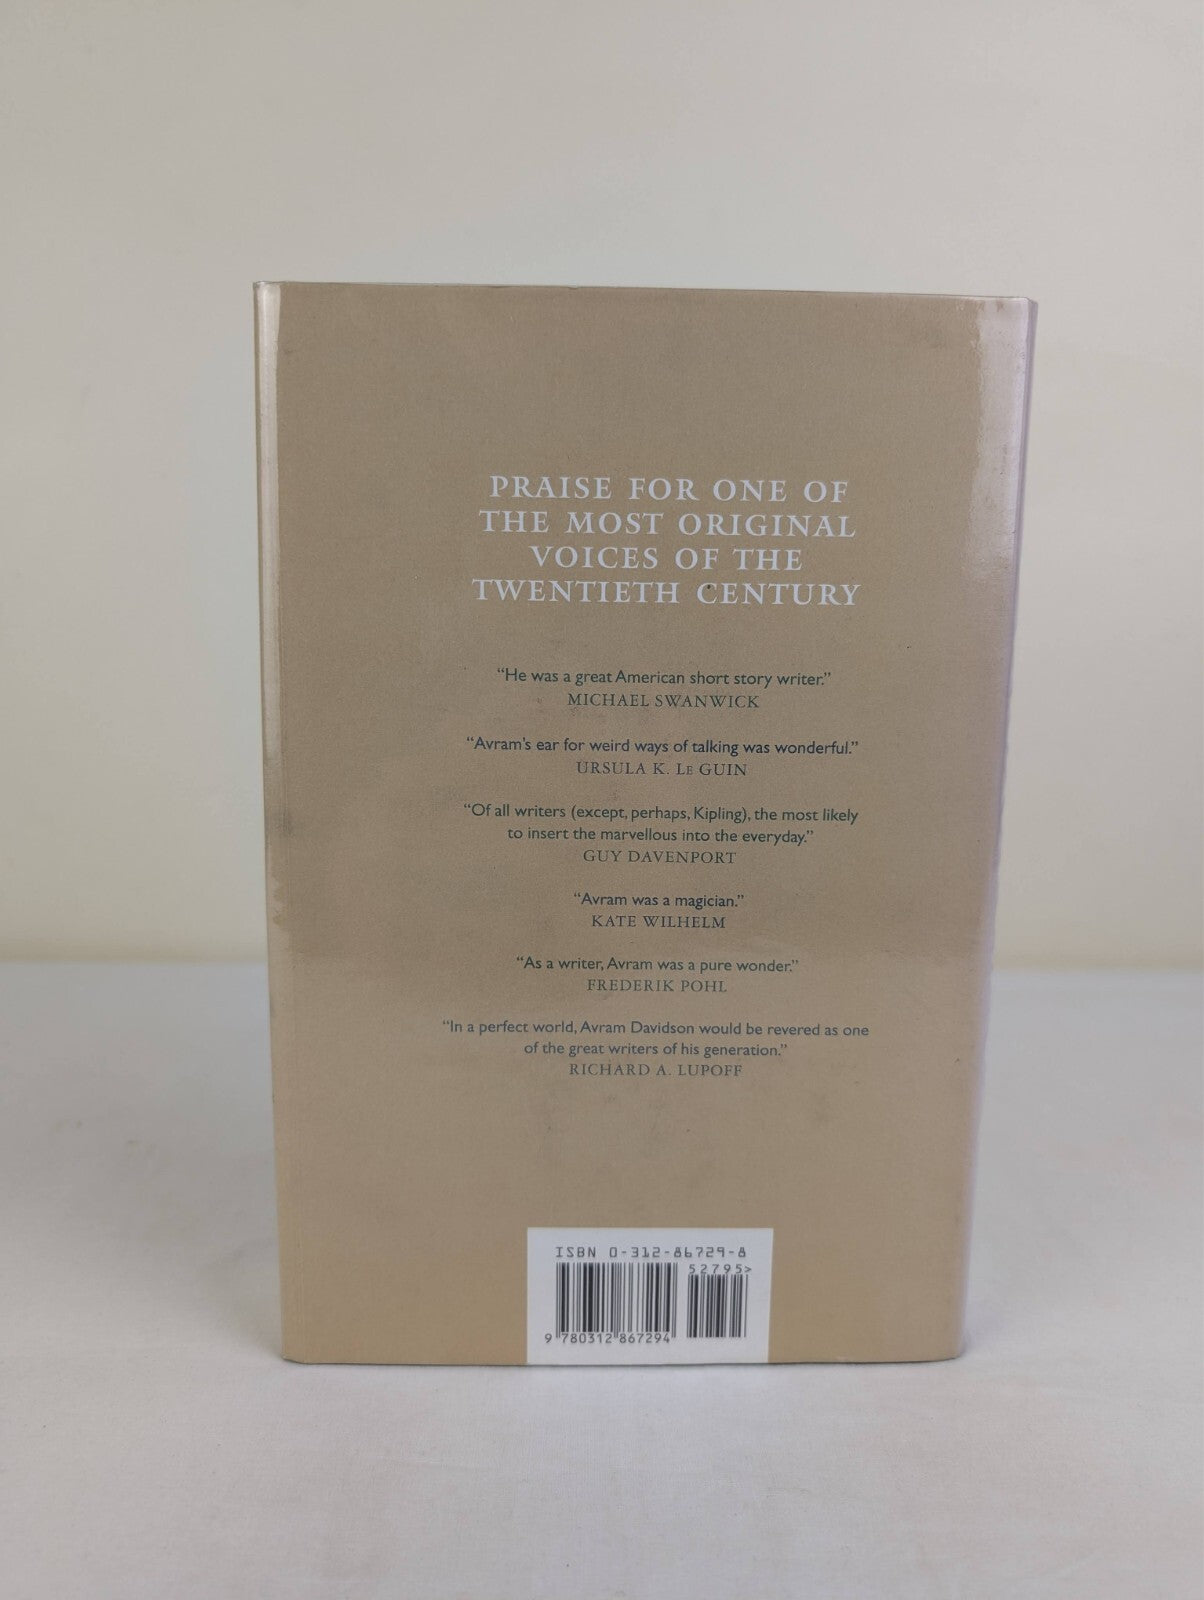 PRAISE FOR ONE OF
THE MOST ORIGINAL
VOICES OF THE
TWENTIETH CENTURY
“He was a great American short story writer.”
MICHAEL SWANWICK
“Avram’s ear for weird ways of talking was wonderful.”
URSULA K. LE GUIN
“Of all writers (except, perhaps, Kipling), the most likely
to insert the marvellous into the everyday.”
GUY DAVENPORT
“Avram was a magician.”
KATE WILHELM
“As a writer, Avram was a pure wonder.”
FREDERIK POHL
“In a perfect world, Avram Davidson would be revered as one
of the great writers of his generation.”
RICHARD A. LUPOFF
ISBN 0-312-86729-8
52795>
9 780312 867294